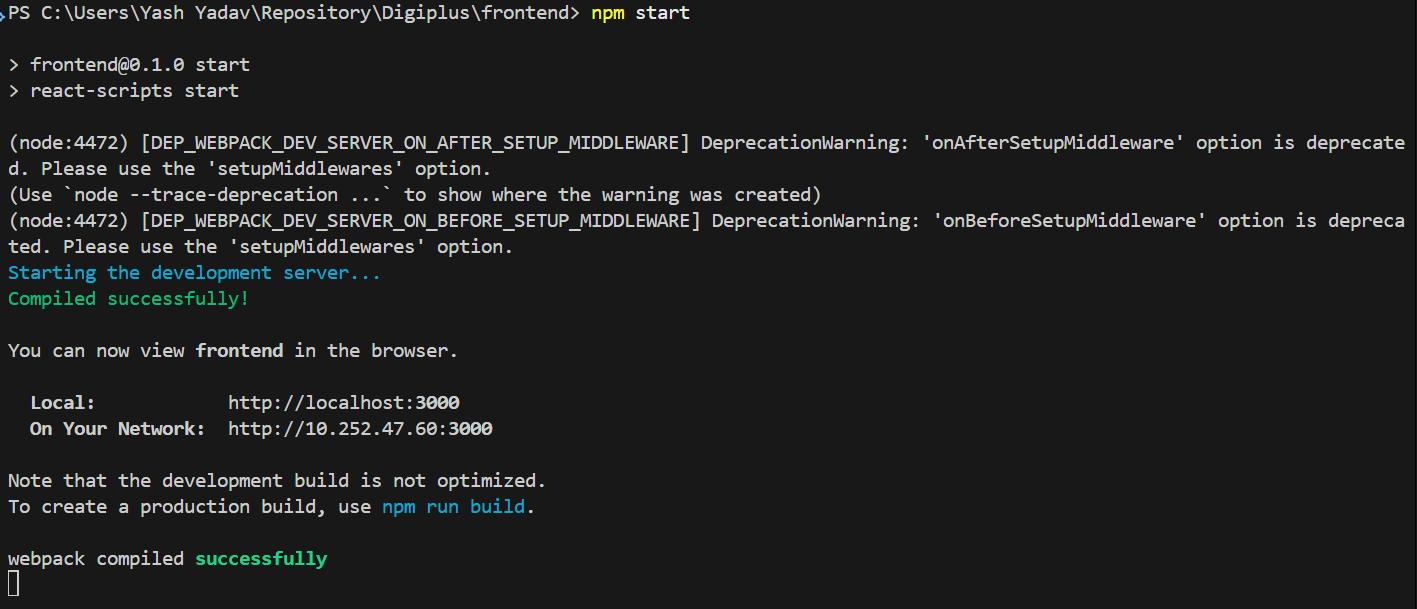 PS C:\Users\Yash Yadav\Repository\Digiplus\frontend> npm start
> frontend@0.1.0 start
> react-scripts start
(node:4472) [DEP_WEBPACK_DEV_SERVER_ON_AFTER_SETUP_MIDDLEWARE] DeprecationWarning: 'onAfterSetupMiddleware' option is deprecate
d. Please use the 'setupMiddlewares' option.
(Use `node --trace-deprecation ...` to show where the warning was created)
(node:4472) [DEP_WEBPACK_DEV_SERVER_ON_BEFORE_SETUP_MIDDLEWARE] DeprecationWarning: 'onBeforeSetupMiddleware' option is depreca
ted. Please use the 'setupMiddlewares' option.
Starting the development server...
Compiled successfully!
You can now view frontend in the browser.
Local: http://localhost:3000
On Your Network: http://10.252.47.60:3000
Note that the development build is not optimized.
To create a production build, use npm run build.
webpack compiled successfully